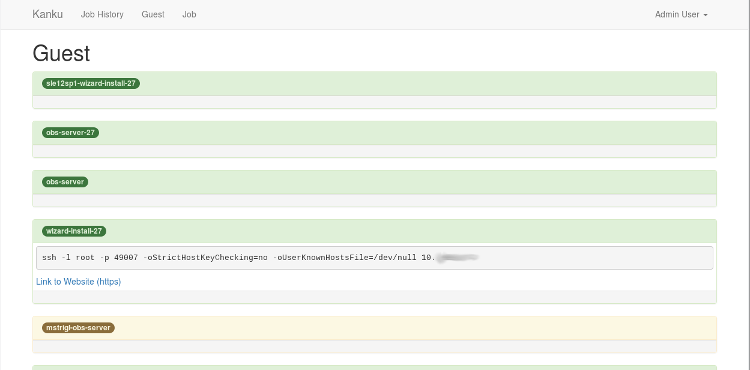 Kanku Job History Guest Job Admin User
Guest
sle12sp1-wizard-install-27
obs-server-27
obs-server
wizard-install-27
ssh -l root -p 49007 -oStrictHostKeyChecking=no -oUserKnownHostsFile=/dev/null 10.
Link to Website (https)
mstrigl-obs-server